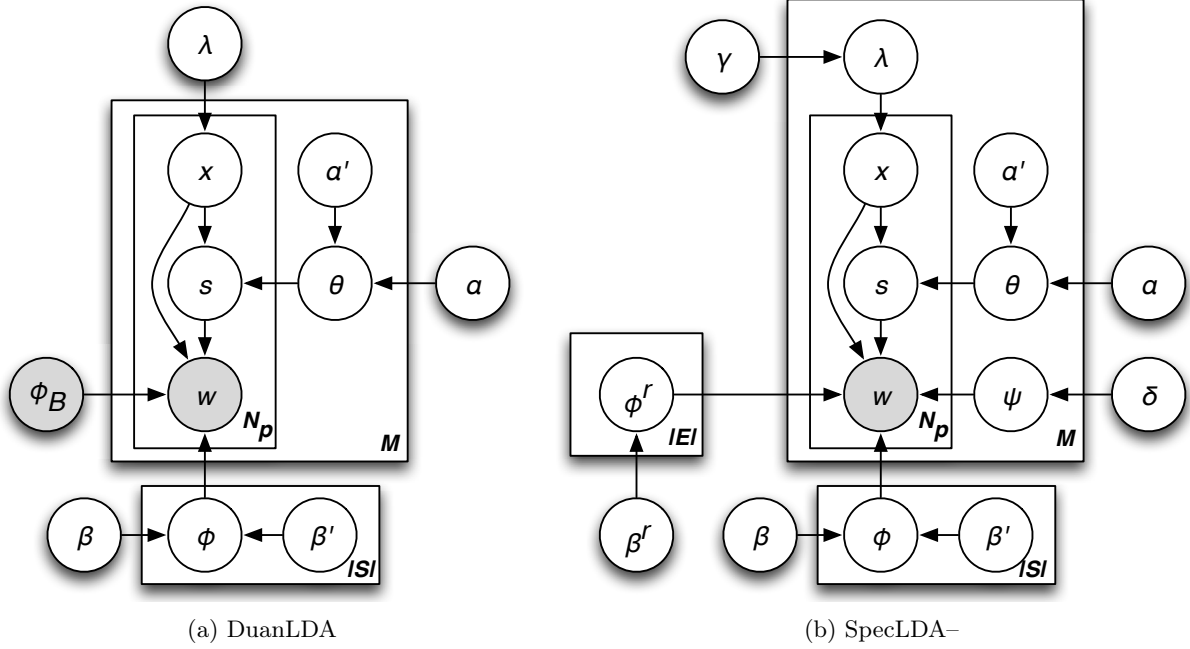 λ
x
α'
s
θ
α
ϕB
w
Np
M
β
ϕ
β'
|S|
(a) DuanLDA
γ
λ
x
α'
s
θ
α
ϕr
|E|
w
Np
ψ
δ
M
βr
β
ϕ
β'
|S|
(b) SpecLDA–